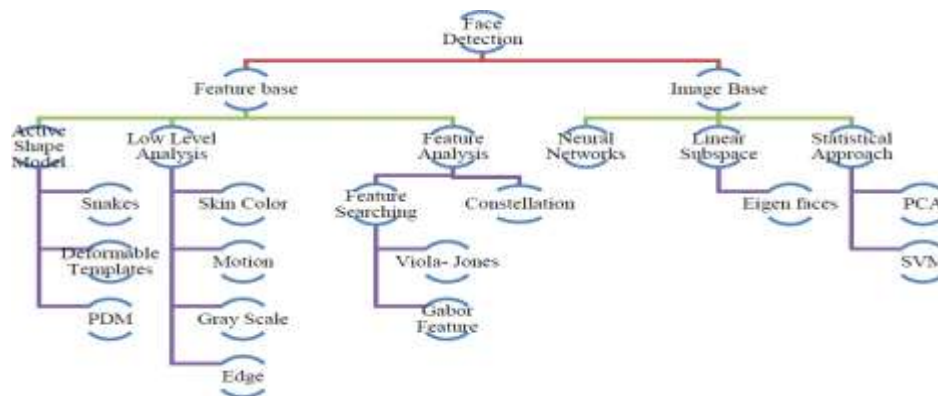 Face
Detection
Feature base
Image Base
Active
Shape
Model
Low Level
Analysis
Feature
Analysis
Neural
Networks
Linear
Subspace
Statistical
Approach
Snakes
Skin Color
Feature
Searching
Constellation
Eigen faces
PCA
Deformable
Templates
Motion
Viola- Jones
SVM
PDM
Gray Scale
Gabor
Feature
Edge